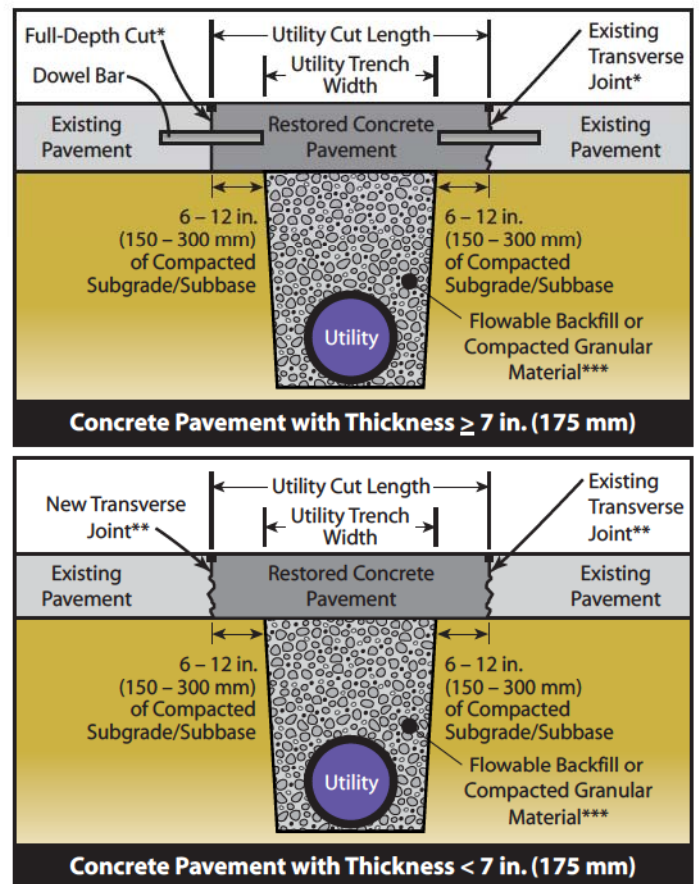 Full-Depth Cut*
Dowel Bar
Utility Cut Length
Utility Trench
Width
Existing
Transverse
Joint*
Existing
Pavement
Restored Concrete
Pavement
Existing
Pavement
6 – 12 in.
(150 – 300 mm)
of Compacted
Subgrade/Subbase
6 – 12 in.
(150 – 300 mm)
of Compacted
Subgrade/Subbase
Utility
Flowable Backfill or
Compacted Granular
Material***
Concrete Pavement with Thickness ≥ 7 in. (175 mm)
New Transverse
Joint**
Utility Cut Length
Utility Trench
Width
Existing
Transverse
Joint**
Existing
Pavement
Restored Concrete
Pavement
Existing
Pavement
6 – 12 in.
(150 – 300 mm)
of Compacted
Subgrade/Subbase
6 – 12 in.
(150 – 300 mm)
of Compacted
Subgrade/Subbase
Utility
Flowable Backfill or
Compacted Granular
Material***
Concrete Pavement with Thickness < 7 in. (175 mm)